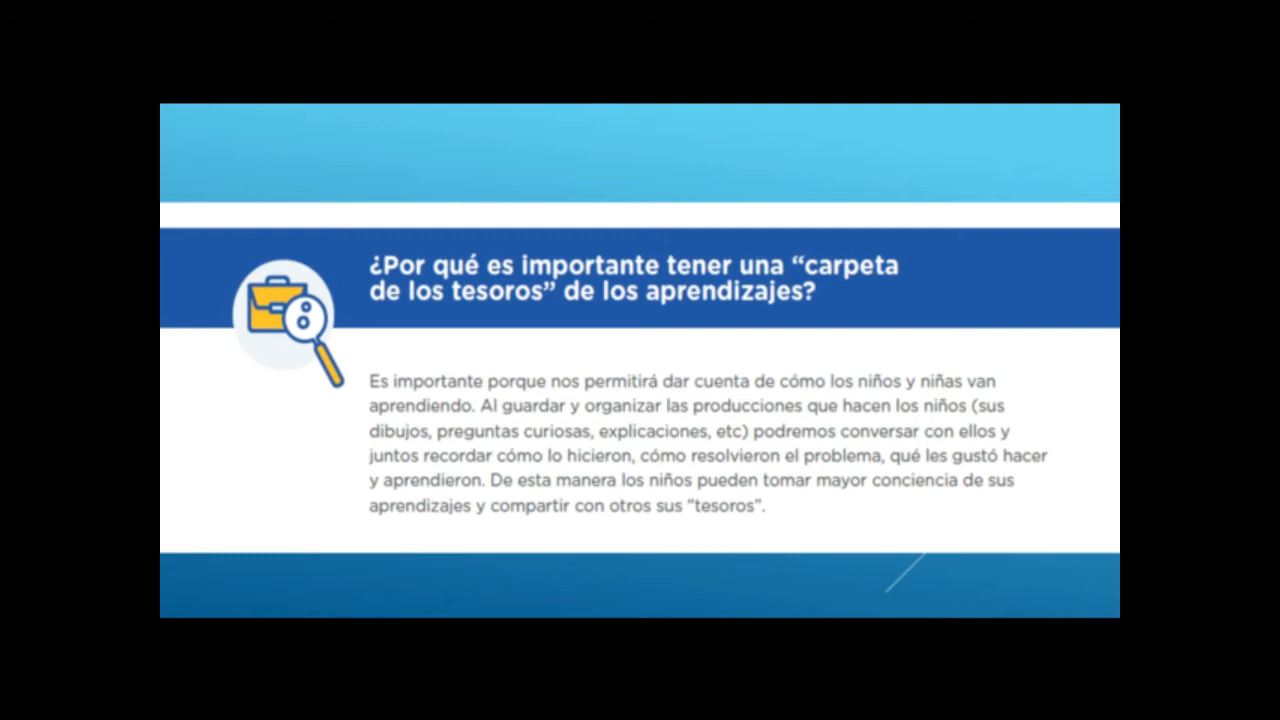 ¿Por qué es importante tener una “carpeta
de los tesoros” de los aprendizajes?
Es importante porque nos permitirá dar cuenta de cómo los niños y niñas van
aprendiendo. Al guardar y organizar las producciones que hacen los niños (sus
dibujos, preguntas curiosas, explicaciones, etc) podremos conversar con ellos y
juntos recordar cómo lo hicieron, cómo resolvieron el problema, qué les gustó hacer
y aprendieron. De esta manera los niños pueden tomar mayor conciencia de sus
aprendizajes y compartir con otros sus "tesoros".